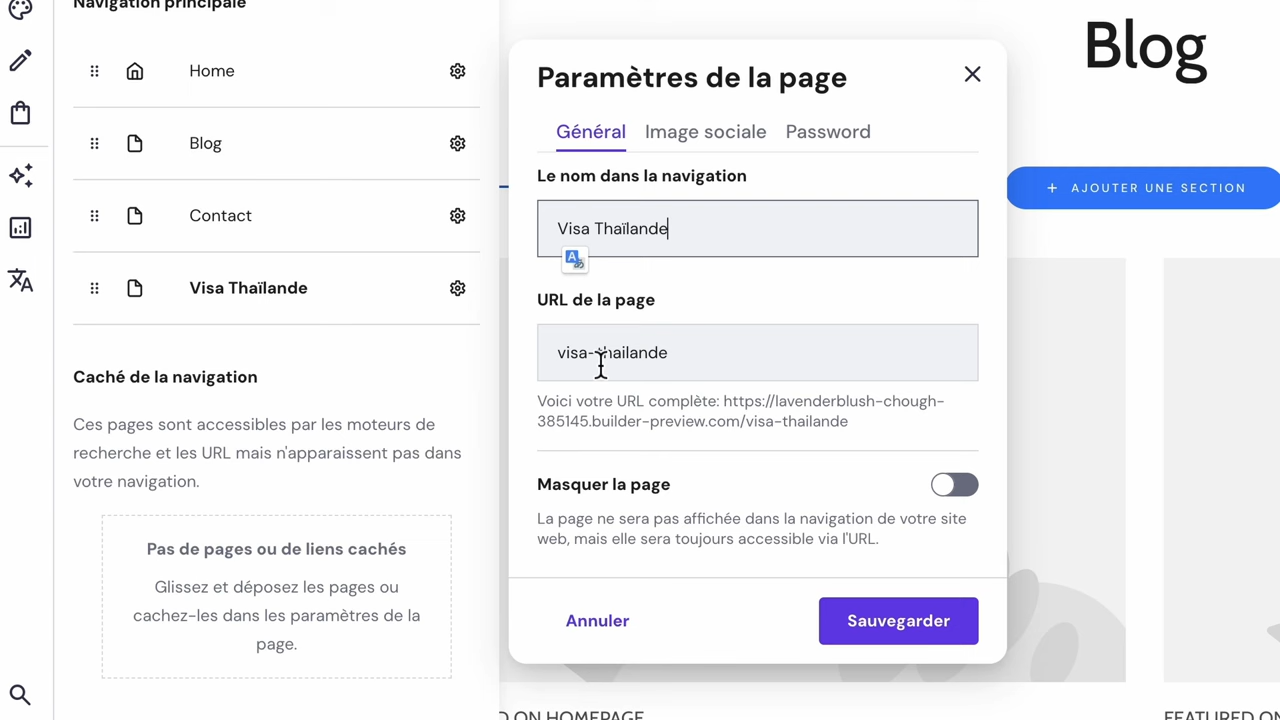 Navigation principale
Home
Blog
Contact
Visa Thaïlande
Caché de la navigation
Ces pages sont accessibles par les moteurs de
recherche et les URL mais n'apparaissent pas dans
votre navigation.
Pas de pages ou de liens cachés
Glissez et déposez les pages ou
cachez-les dans les paramètres de la
page.
Paramètres de la page
Général Image sociale Password
Le nom dans la navigation
Visa Thaïlande
URL de la page
visa-thailande
Voici votre URL complète: https://lavenderblush-chough-
385145.builder-preview.com/visa-thailande
Masquer la page
La page ne sera pas affichée dans la navigation de votre site
web, mais elle sera toujours accessible via l'URL.
Annuler
Sauvegarder
Blog
+ AJOUTER UNE SECTION
D ON HOMEPAGE
FEATURED ON